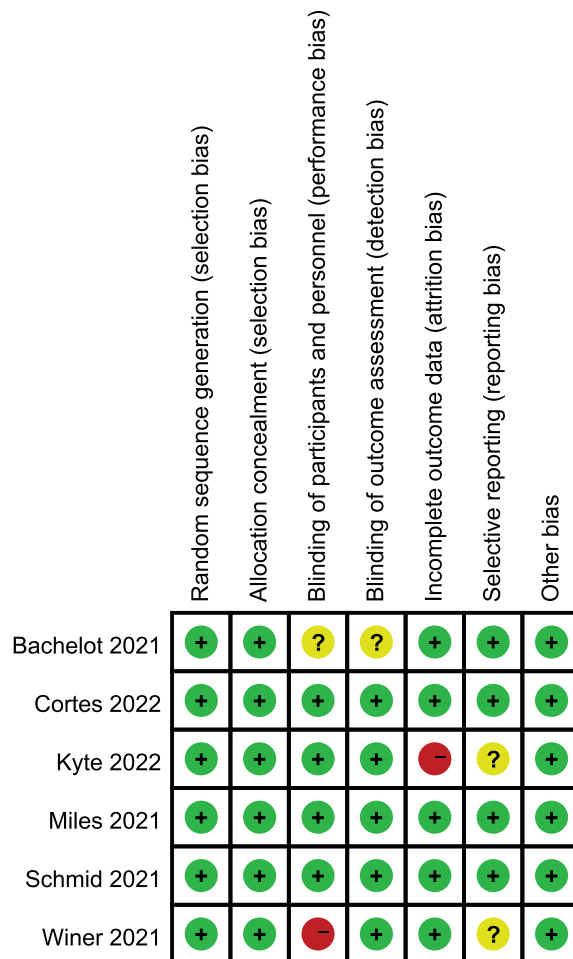 Random sequence generation (selection bias)
Allocation concealment (selection bias)
Blinding of participants and personnel (performance bias)
Blinding of outcome assessment (detection bias)
Incomplete outcome data (attrition bias)
Selective reporting (reporting bias)
Other bias
Bachelot 2021 + + ? ? + + +
Cortes 2022 + + + + + + +
Kyte 2022 + + + + – ? +
Miles 2021 + + + + + + +
Schmid 2021 + + + + + + +
Winer 2021 + + – + + ? +